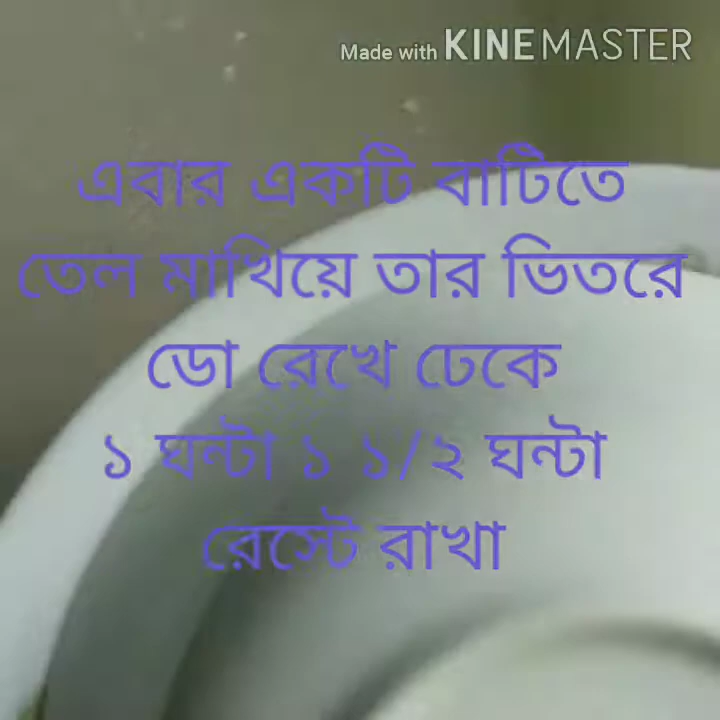 Made with KINEMASTER
এবার একটি বাটিতে
তেল মাখিয়ে তার ভিতরে
ডো রেখে ঢেকে
১ ঘন্টা ১ ১/২ ঘন্টা
রেস্টে রাখা